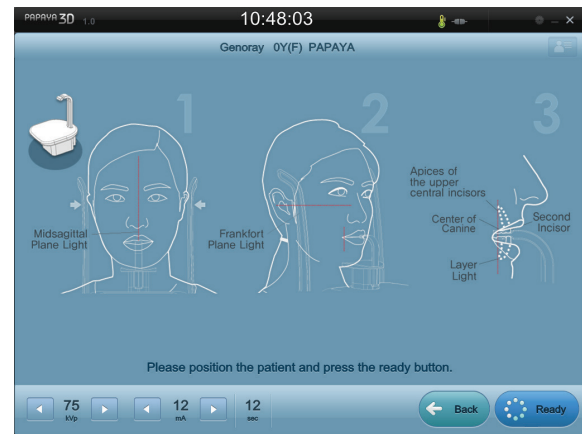 PAPAYA 3D 1.0
10:48:03
Genoray 0Y(F) PAPAYA
1
2
3
Midsagittal
Plane Light
Frankfort
Plane Light
Apices of
the upper
central incisors
Center of
Canine
Second
Incisor
Layer
Light
Please position the patient and press the ready button.
75
kVp
12
mA
12
sec
Back
Ready